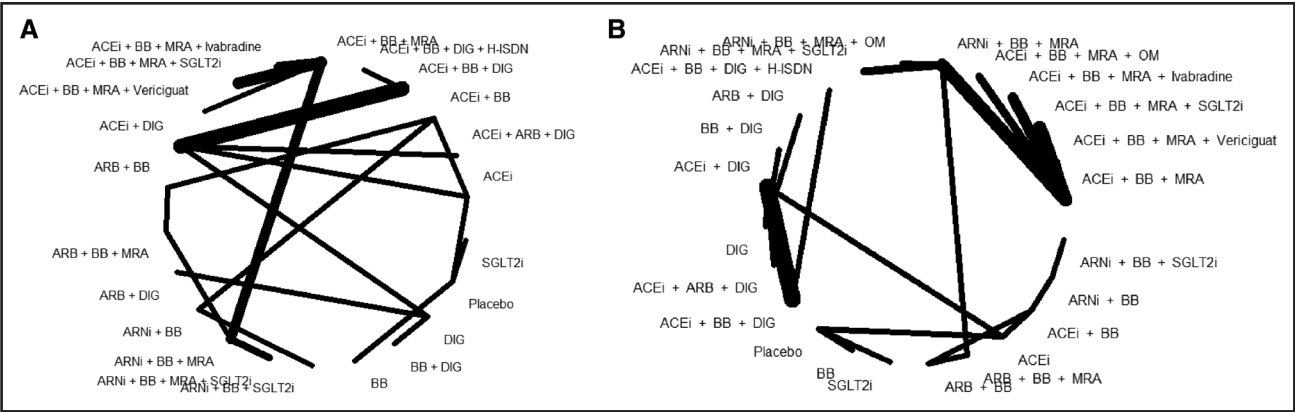 A
ACEi + BB + MRA
ACEi + BB + DIG + H-ISDN
ACEi + BB + DIG
ACEi + BB
ACEi + ARB + DIG
ACEi
SGLT2i
Placebo
DIG
BB + DIG
BB
ARNi + BB + SGLT2i
ARNi + BB + MRA + SGLT2i
ARNi + BB + MRA
ARNi + BB
ARB + DIG
ARB + BB + MRA
ARB + BB
ACEi + DIG
ACEi + BB + MRA + Vericiguat
ACEi + BB + MRA + SGLT2i
ACEi + BB + MRA + Ivabradine
B
ARNi + BB + MRA
ACEi + BB + MRA + OM
ACEi + BB + MRA + Ivabradine
ACEi + BB + MRA + SGLT2i
ACEi + BB + MRA + Vericiguat
ACEi + BB + MRA
ARNi + BB + SGLT2i
ARNi + BB
ACEi + BB
ACEi
ARB + BB + MRA
ARB + BB
SGLT2i
BB
Placebo
ACEi + BB + DIG
ACEi + ARB + DIG
DIG
ACEi + DIG
BB + DIG
ARB + DIG
ACEi + BB + DIG + H-ISDN
ARNi + BB + MRA + SGLT2i
ARNi + BB + MRA + OM